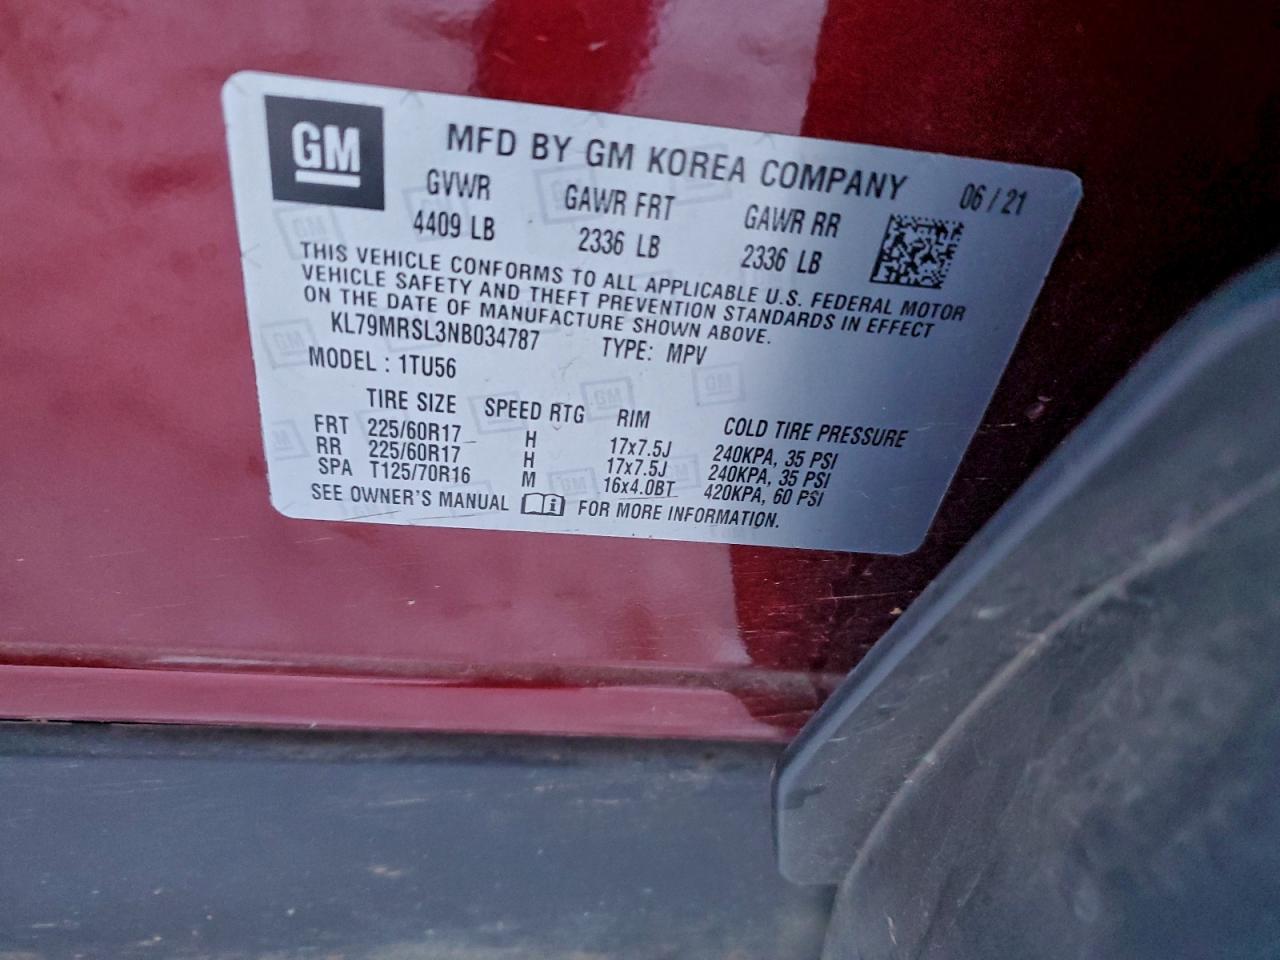 GM
MFD BY GM KOREA COMPANY 06/21
GVWR GAWR FRT GAWR RR
4409 LB 2336 LB 2336 LB
THIS VEHICLE CONFORMS TO ALL APPLICABLE U.S. FEDERAL MOTOR
VEHICLE SAFETY AND THEFT PREVENTION STANDARDS IN EFFECT
ON THE DATE OF MANUFACTURE SHOWN ABOVE.
KL79MRSL3NB034787 TYPE: MPV
MODEL : 1TU56
TIRE SIZE SPEED RTG RIM COLD TIRE PRESSURE
FRT 225/60R17 H 17x7.5J 240KPA, 35 PSI
RR 225/60R17 H 17x7.5J 240KPA, 35 PSI
SPA T125/70R16 M 16x4.0BT 420KPA, 60 PSI
SEE OWNER'S MANUAL i FOR MORE INFORMATION.